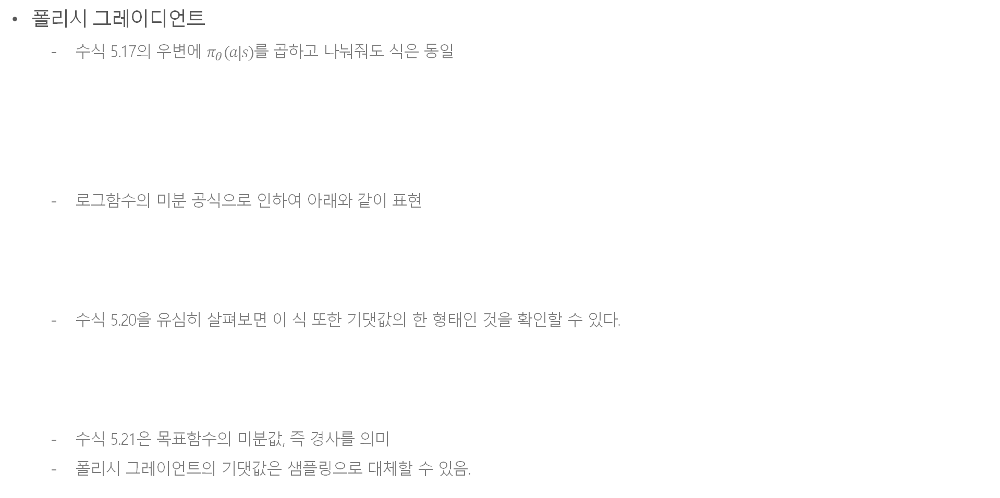 • 폴리시 그레이디언트
- 수식 5.17의 우변에 π_θ(a|s)를 곱하고 나눠줘도 식은 동일
- 로그함수의 미분 공식으로 인하여 아래와 같이 표현
- 수식 5.20을 유심히 살펴보면 이 식 또한 기댓값의 한 형태인 것을 확인할 수 있다.
- 수식 5.21은 목표함수의 미분값, 즉 경사를 의미
- 폴리시 그레이언트의 기댓값은 샘플링으로 대체할 수 있음.